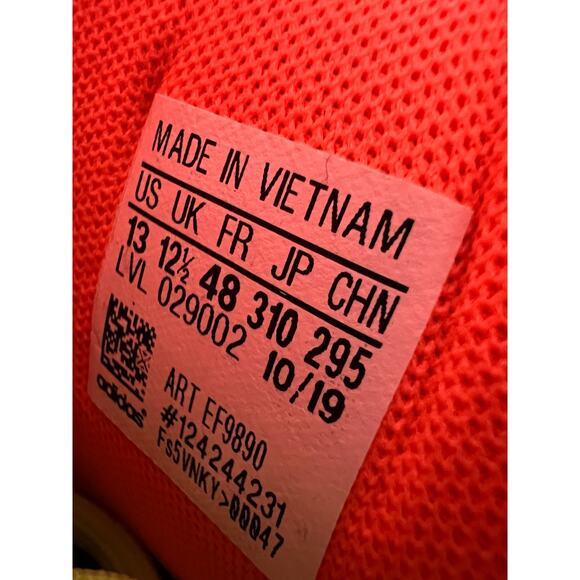 MADE IN VIETNAM
US UK FR JP CHN
13 12½ 48 310 295
LVL 029002 10/19
adidas
ART EF9890
#124244231
Fs5VNKY>00047